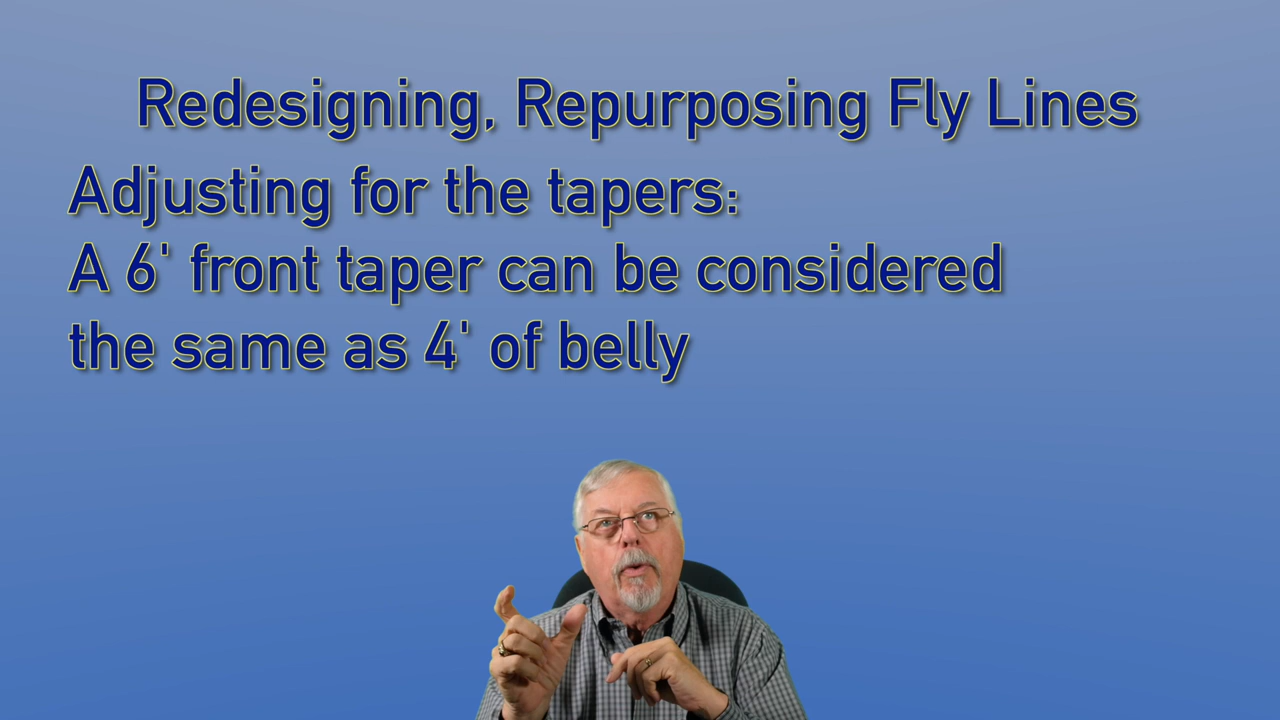 Redesigning, Repurposing Fly Lines
Adjusting for the tapers:
A 6' front taper can be considered
the same as 4' of belly